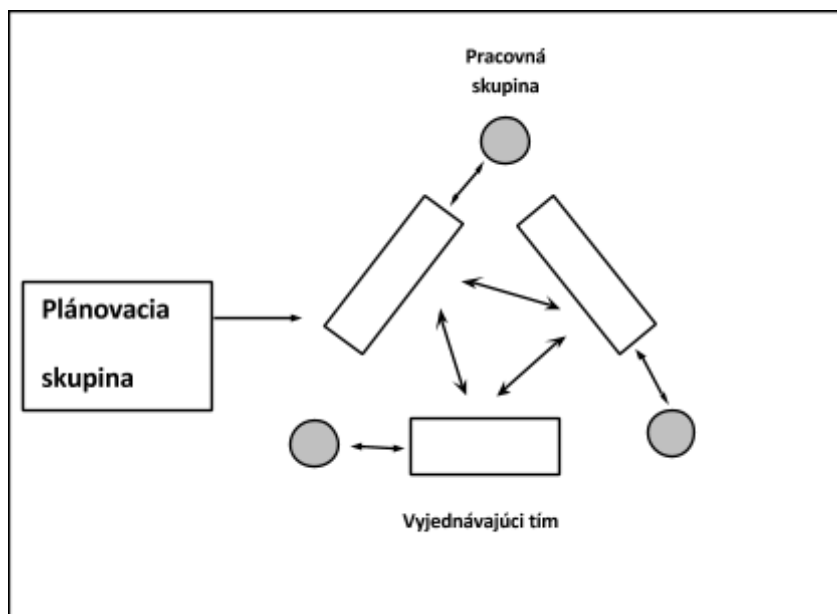 Pracovná
skupina
Plánovacia
skupina
Vyjednávajúci tím